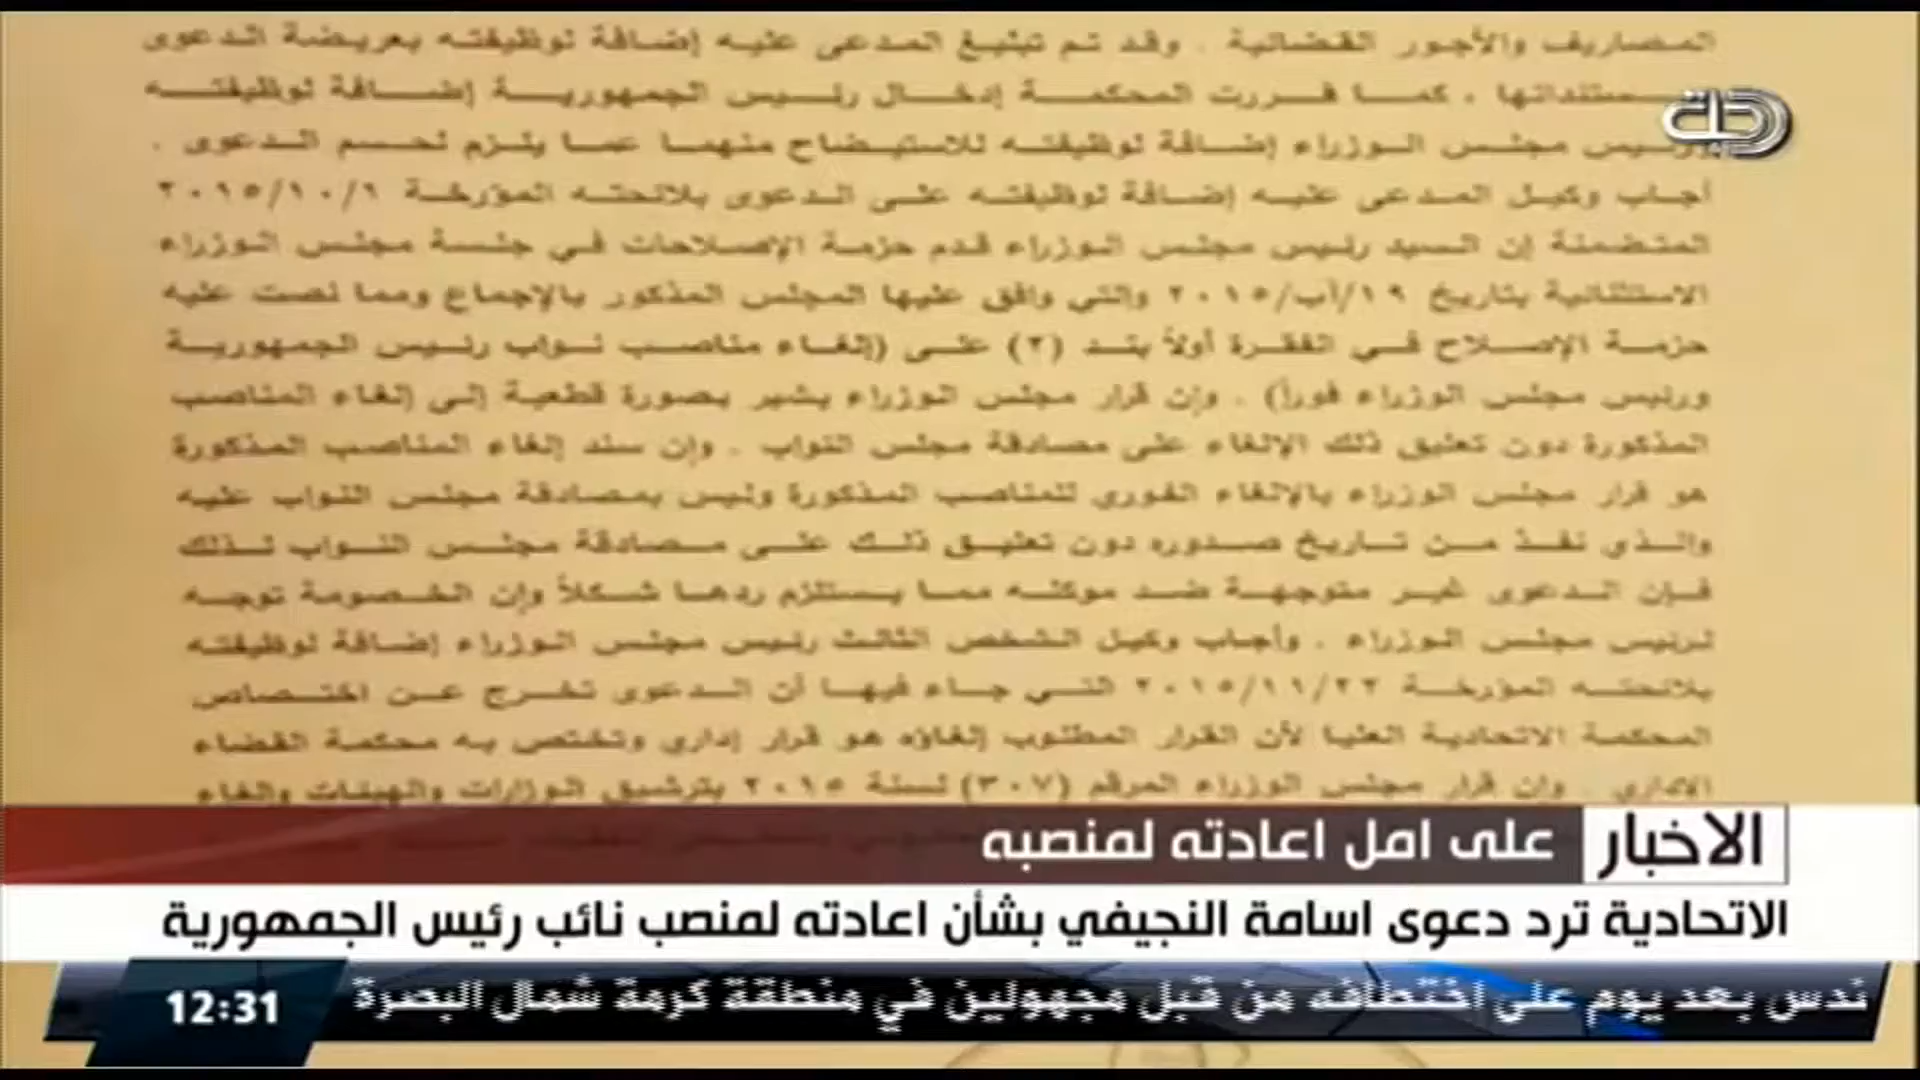 المصاريف والأجور القضائية . وقد تم تبليغ المدعى عليه إضافة لوظيفته بعريضة الدعوى
مستنداتها ، كما قررت المحكمة إدخال رئيس الجمهورية إضافة لوظيفته
ورئيس مجلس الوزراء إضافة لوظيفته للاستيضاح منهما عما يلزم لحسم الدعوى .
أجاب وكيل المدعى عليه إضافة لوظيفته على الدعوى بلائحته المؤرخة ٢٠١٥/١٠/١
المتضمنة إن السيد رئيس مجلس الوزراء قدم حزمة الإصلاحات في جلسة مجلس الوزراء
الاستثنائية بتاريخ ١٩/آب/٢٠١٥ والتي وافق عليها المجلس المذكور بالإجماع ومما نصت عليه
حزمة الإصلاح في الفقرة أولاً بند (٢) على (إلغاء مناصب نواب رئيس الجمهورية
ورئيس مجلس الوزراء فوراً) . وإن قرار مجلس الوزراء يشير بصورة قطعية إلى إلغاء المناصب
المذكورة دون تعليق ذلك الإلغاء على مصادقة مجلس النواب . وإن سند إلغاء المناصب المذكورة
هو قرار مجلس الوزراء بالإلغاء الفوري للمناصب المذكورة وليس بمصادقة مجلس النواب عليه
والذي نفذ من تاريخ صدوره دون تعليق ذلك على مصادقة مجلس النواب لذلك
فإن الدعوى غير متوجهة ضد موكله مما يستلزم ردها شكلاً وإن الخصومة توجه
لرئيس مجلس الوزراء . وأجاب وكيل الشخص الثالث رئيس مجلس الوزراء إضافة لوظيفته
بلائحته المؤرخة ٢٠١٥/١١/٢٢ التي جاء فيها أن الدعوى تخرج عن اختصاص
المحكمة الاتحادية العليا لأن القرار المطلوب إلغاؤه هو قرار إداري وتختص به محكمة القضاء
الإداري . وإن قرار مجلس الوزراء المرقم (٣٠٧) لسنة ٢٠١٥ بترشيق الوزارات والهيئات وإلغاء
دجلة
الاخبار على امل اعادته لمنصبه
الاتحادية ترد دعوى اسامة النجيفي بشأن اعادته لمنصب نائب رئيس الجمهورية
بعد يوم على اختطافه من قبل مجهولين في منطقة كرمة شمال البصرة
12:31